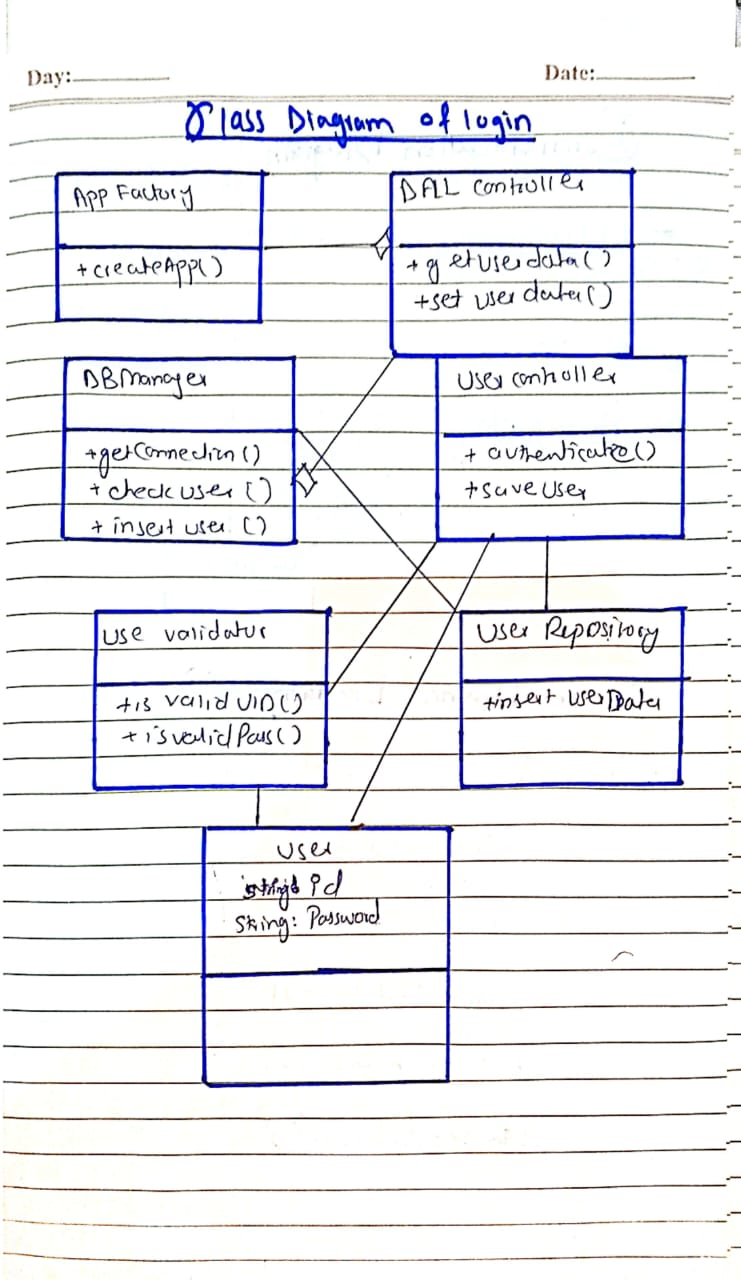 Day:
Date:
Class Diagram of login
App Factory
+createApp()
DAL controller
+getUserdata()
+set user data()
DBManager
+getConnection()
+check user ()
+ insert user ()
User controller
+ authenticate()
+save User
Use validator
+is valid UID()
+isvalidPass()
User Repository
+insert userData
User
id
String: Password